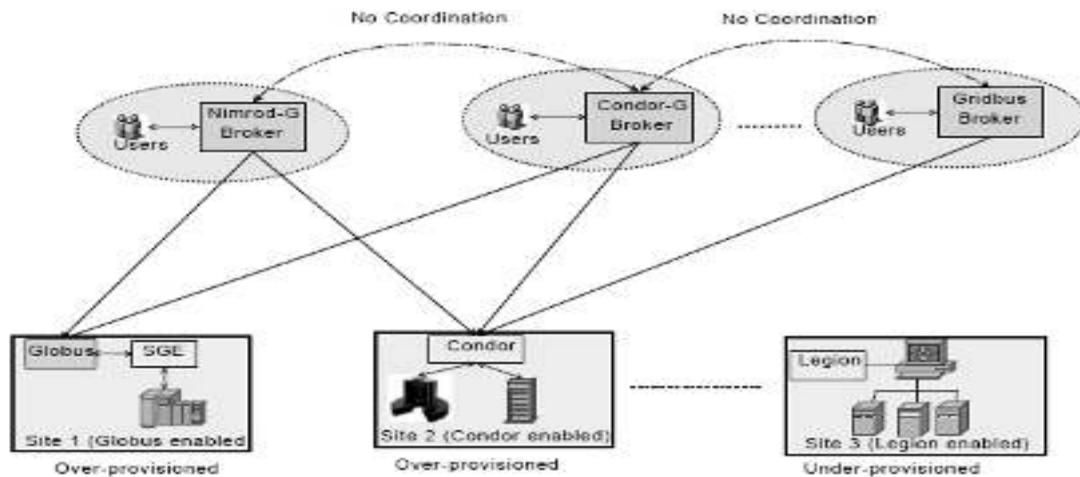 No Coordination
No Coordination
Nimrod-G
Broker
Users
Condor-G
Broker
Users
Gridbus
Broker
Users
Globus
SGE
Site 1 (Globus enabled
Over-provisioned
Condor
Site 2 (Condor enabled)
Over-provisioned
Legion
Site 3 (Legion enabled)
Under-provisioned